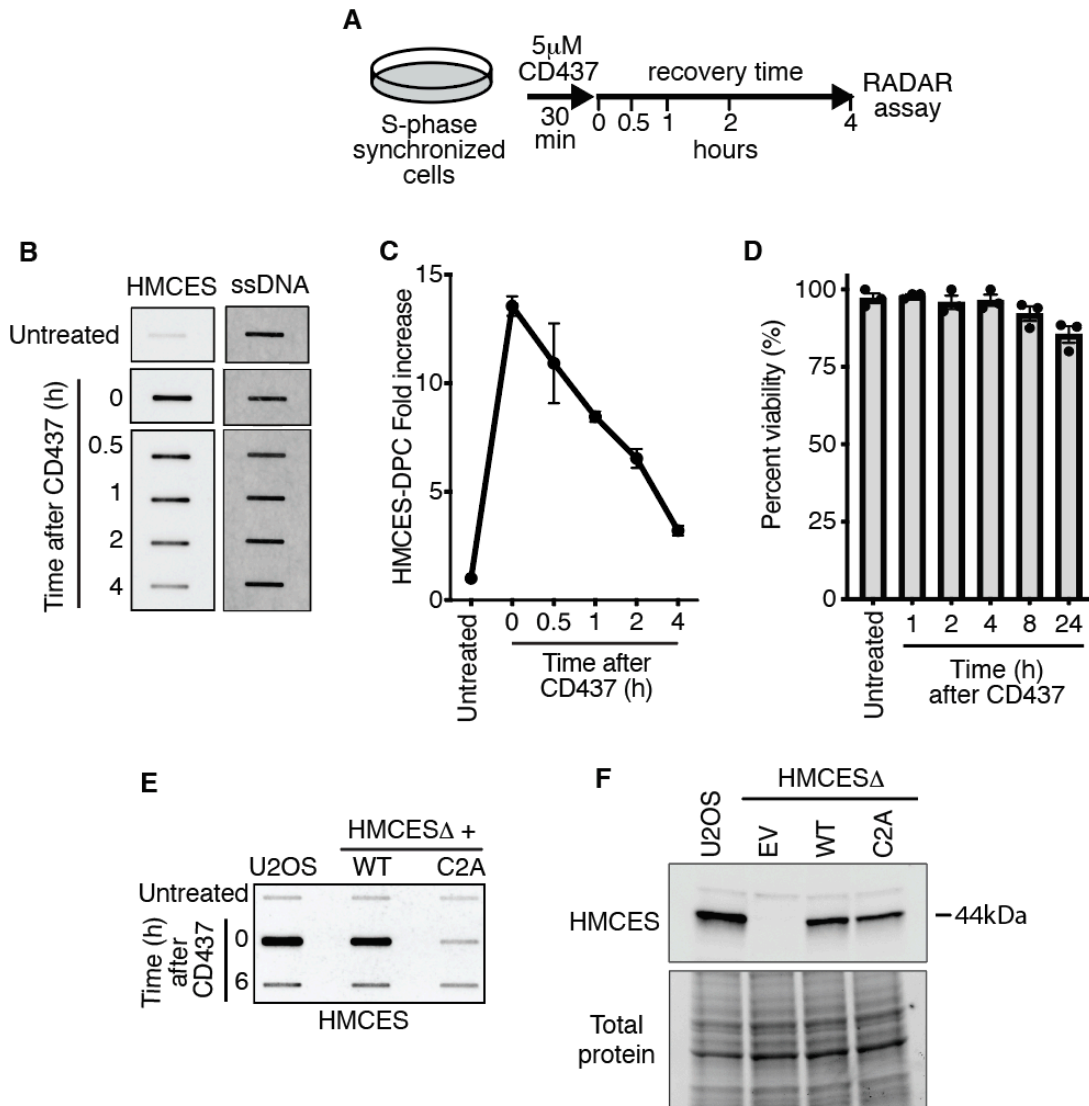 A
5μM
CD437
30
min
recovery time
0 0.5 1 2 4
hours
RADAR
assay
S-phase
synchronized
cells
B
HMCES ssDNA
Untreated
Time after CD437 (h)
0
0.5
1
2
4
C
HMCES-DPC Fold increase
15
10
5
0
Untreated
0 0.5 1 2 4
Time after
CD437 (h)
D
Percent viability (%)
100
75
50
25
0
Untreated
1 2 4 8 24
Time (h)
after CD437
E
HMCESΔ +
U2OS WT C2A
Untreated
Time (h)
after
CD437
0
6
HMCES
F
HMCESΔ
U2OS
EV
WT
C2A
HMCES
44kDa
Total
protein